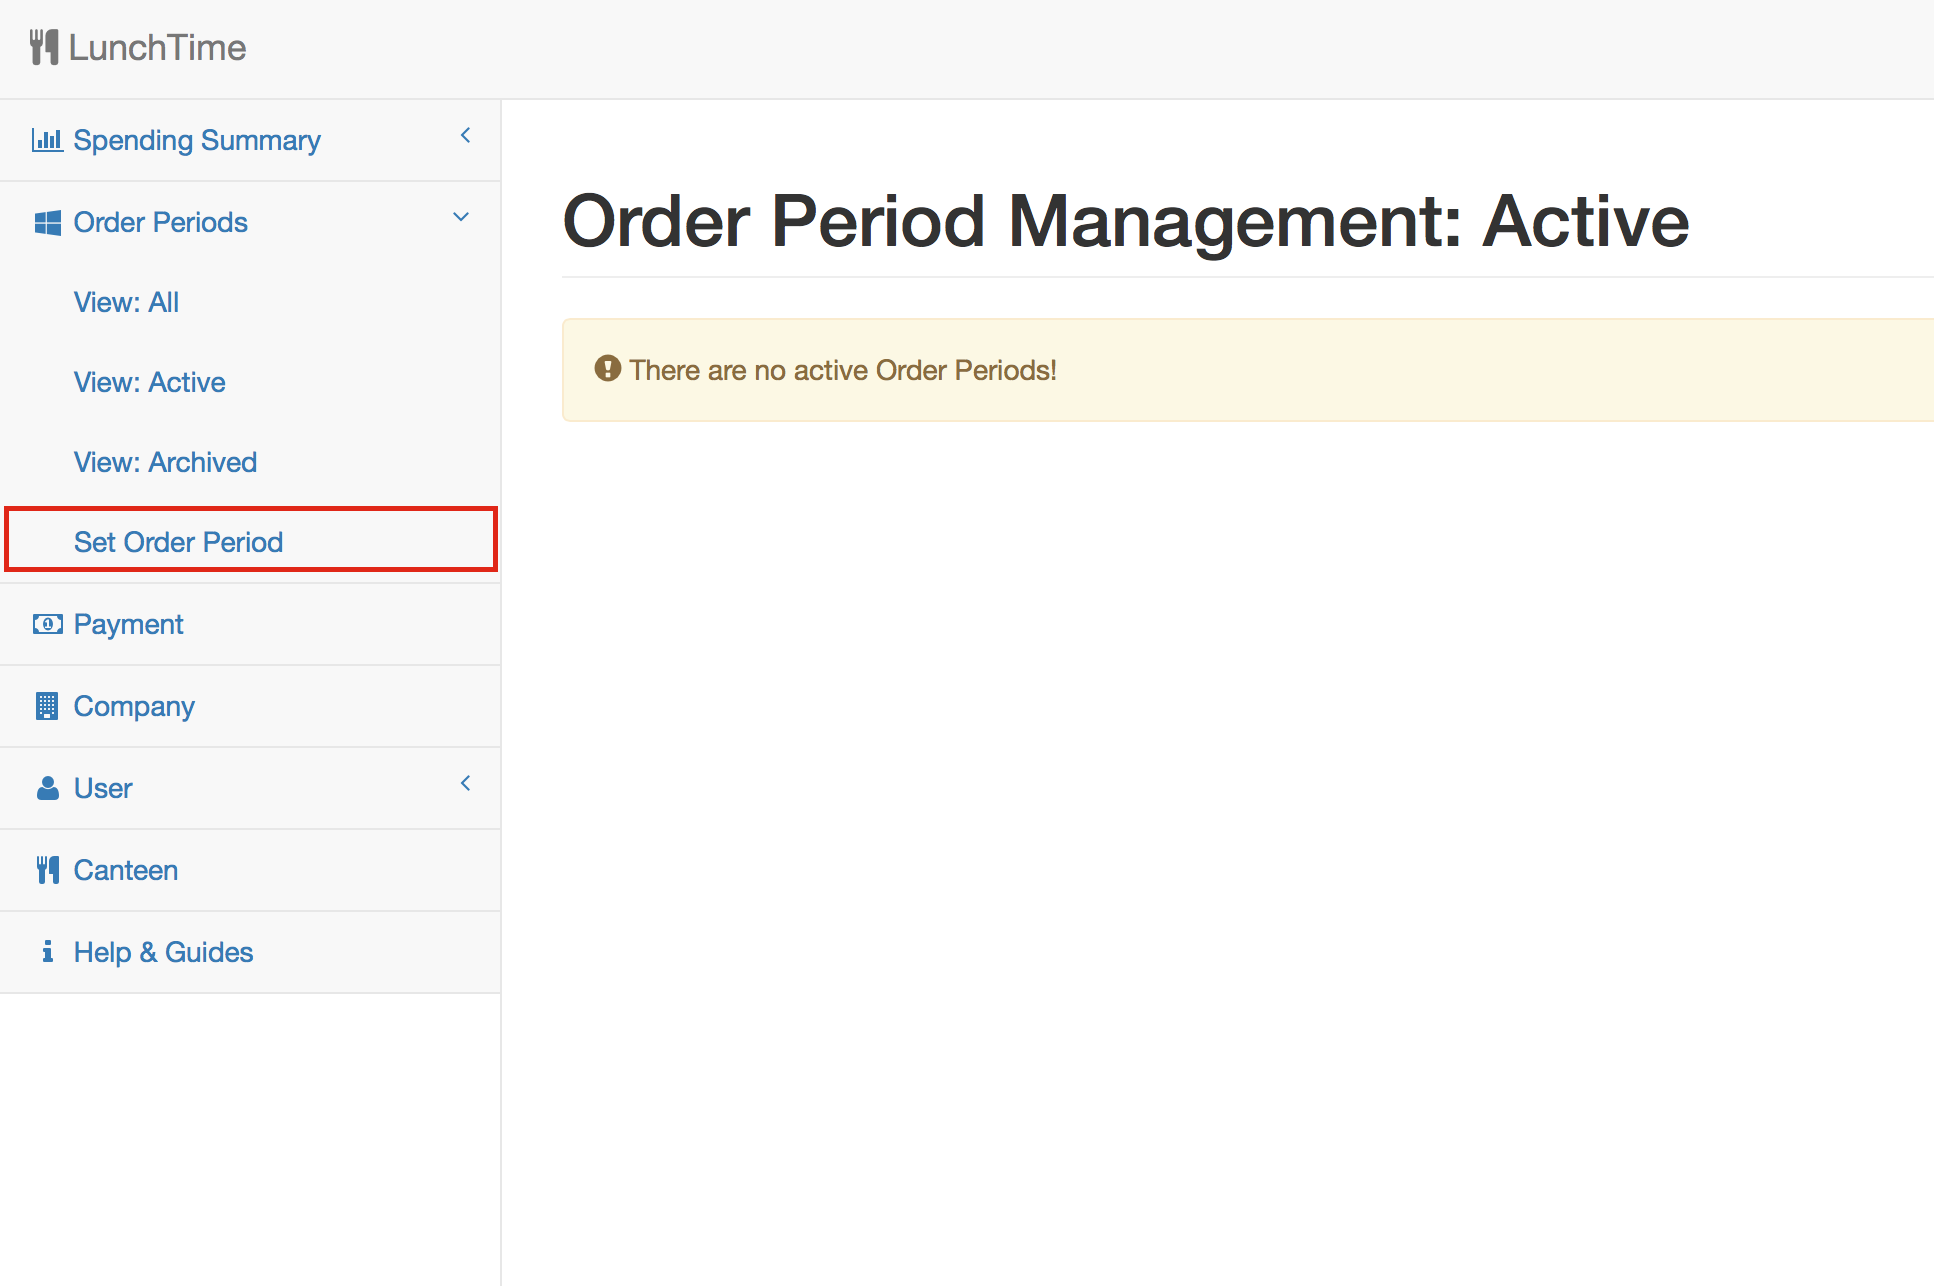 LunchTime
Spending Summary
Order Periods
View: All
View: Active
View: Archived
Set Order Period
Payment
Company
User
Canteen
Help & Guides
Order Period Management: Active
There are no active Order Periods!